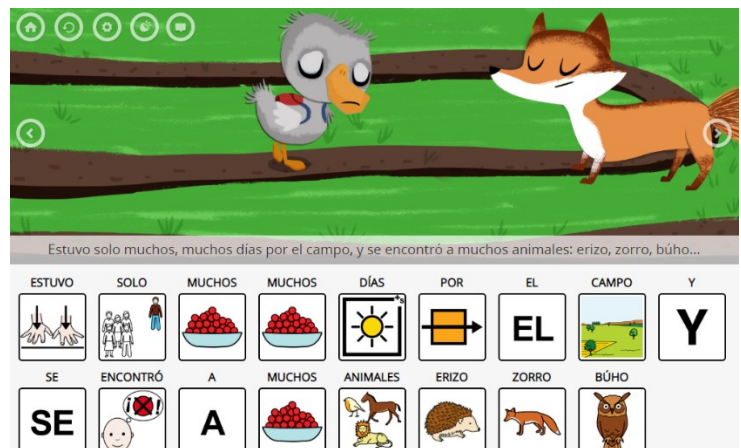 Estuvo solo muchos, muchos días por el campo, y se encontró a muchos animales: erizo, zorro, búho...
ESTUVO SOLO MUCHOS MUCHOS DÍAS POR EL CAMPO Y
+s
EL Y
SE ENCONTRÓ A MUCHOS ANIMALES ERIZO ZORRO BÚHO
¡X!
SE A